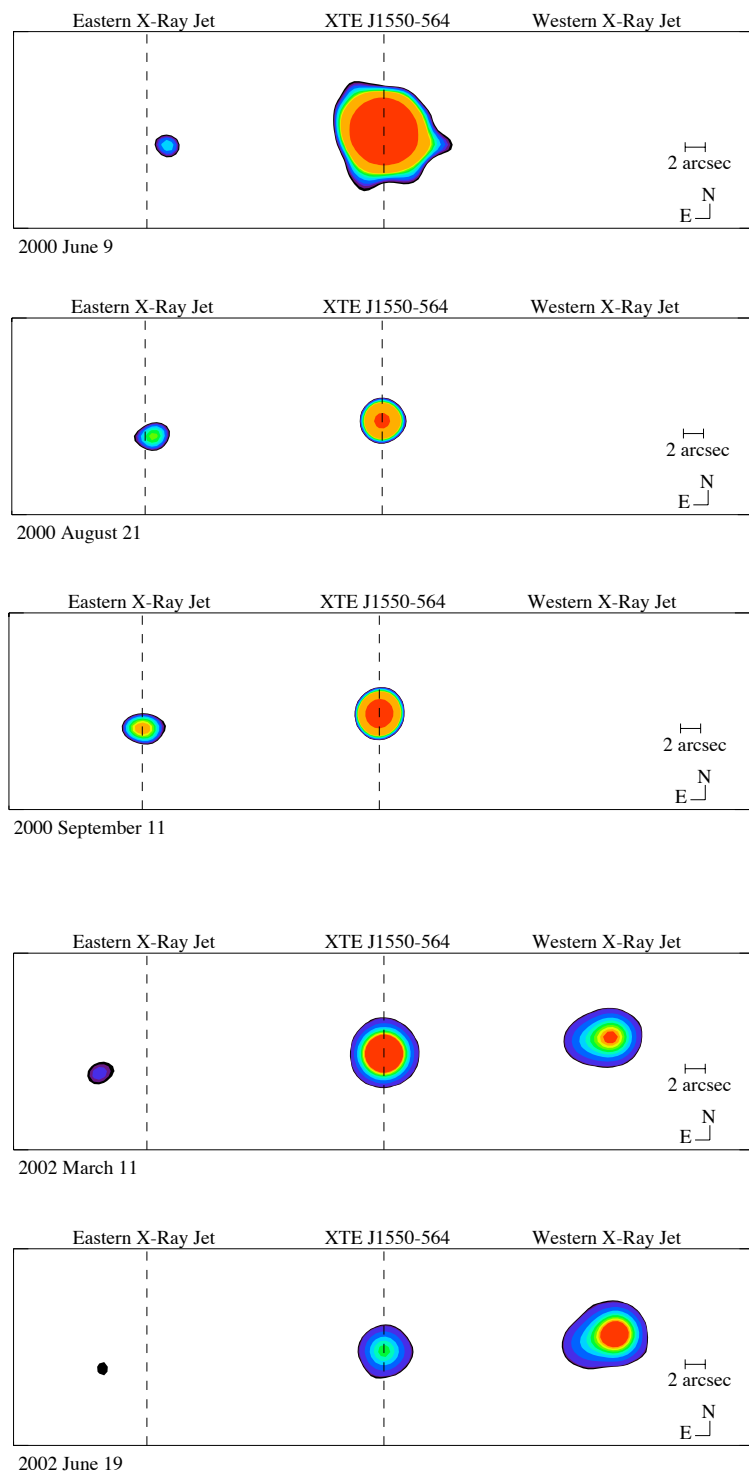 Eastern X-Ray Jet XTE J1550-564 Western X-Ray Jet
2 arcsec
N
E
2000 June 9
Eastern X-Ray Jet XTE J1550-564 Western X-Ray Jet
2 arcsec
N
E
2000 August 21
Eastern X-Ray Jet XTE J1550-564 Western X-Ray Jet
2 arcsec
N
E
2000 September 11
Eastern X-Ray Jet XTE J1550-564 Western X-Ray Jet
2 arcsec
N
E
2002 March 11
Eastern X-Ray Jet XTE J1550-564 Western X-Ray Jet
2 arcsec
N
E
2002 June 19